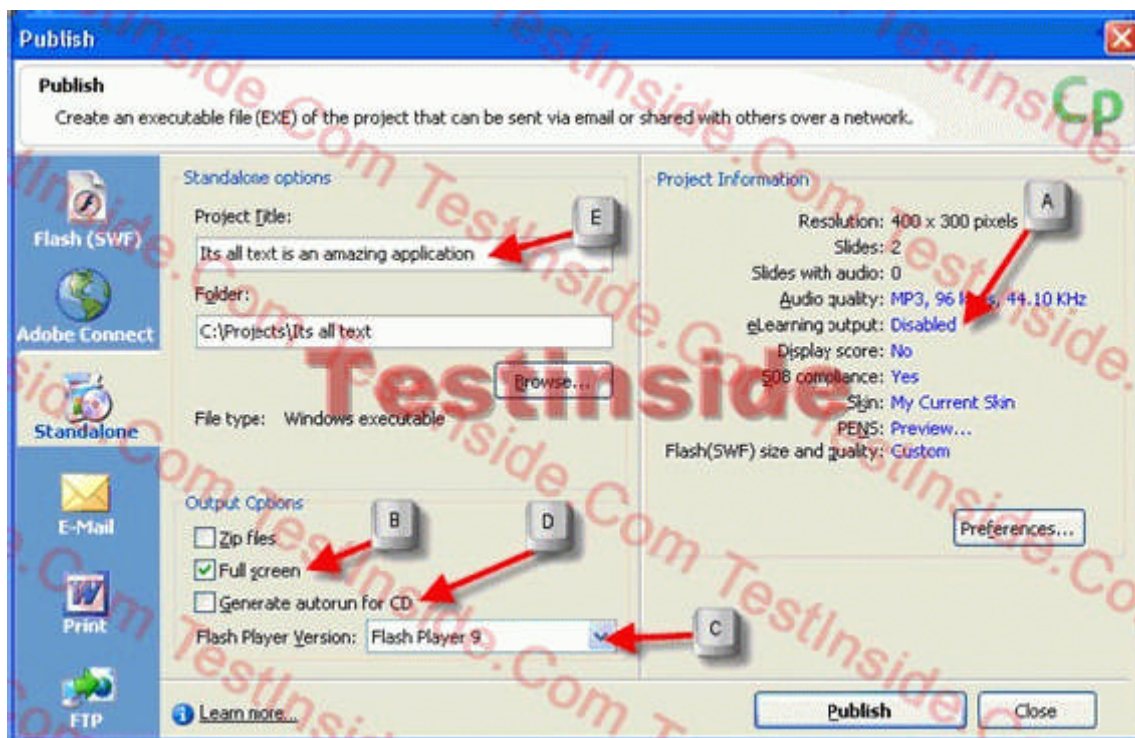 Publish
Publish
Create an executable file (EXE) of the project that can be sent via email or shared with others over a network.
Cp
Flash (SWF)
Adobe Connect
Standalone
E-Mail
Print
FTP
Standalone options
Project Title:
E
Its all text is an amazing application
Folder:
C:\Projects\Its all text
Browse...
File type: Windows executable
Output Options
B
D
Zip files
Full screen
Generate autorun for CD
Flash Player Version: Flash Player 9
C
Project Information
A
Resolution: 400 x 300 pixels
Slides: 2
Slides with audio: 0
Audio quality: MP3, 96 44.10 KHz
eLearning output: Disabled
Display score: No
508 compliance: Yes
Skin: My Current Skin
PENS: Preview...
Flash(SWF) size and quality: Custom
Preferences...
Learn more...
Publish
Close
Testinside
TestInside.Com TestInside.Com TestInside.Com